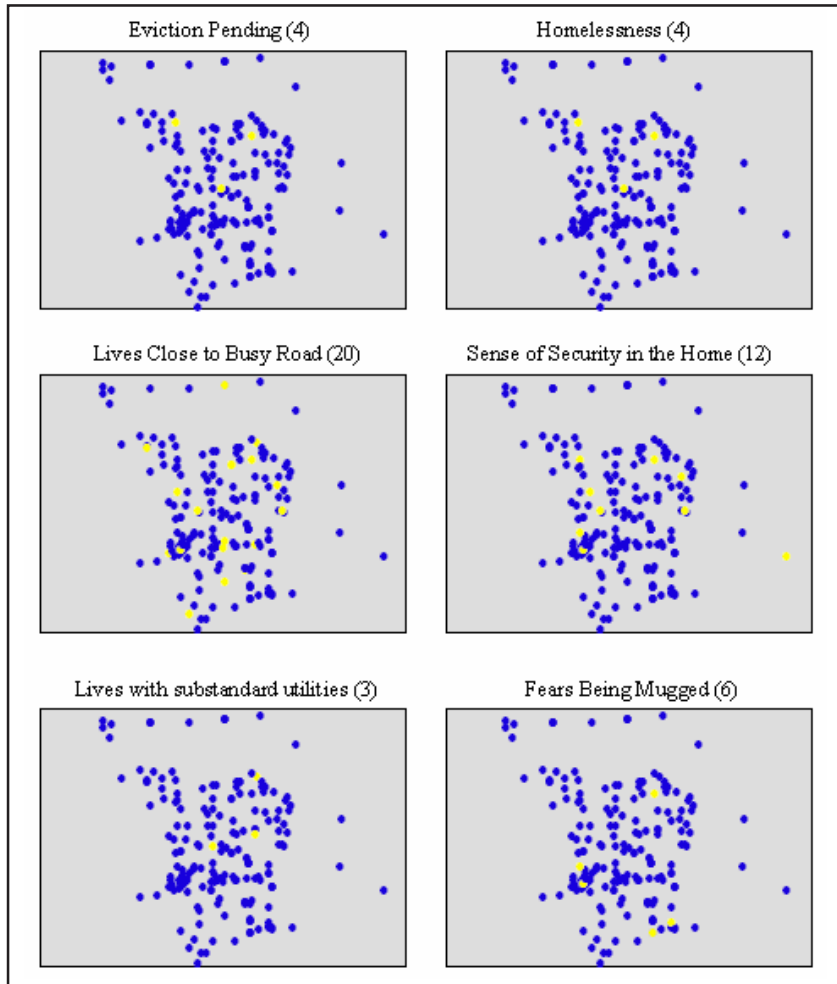 Eviction Pending (4)
Homelessness (4)
Lives Close to Busy Road (20)
Sense of Security in the Home (12)
Lives with substandard utilities (3)
Fears Being Mugged (6)